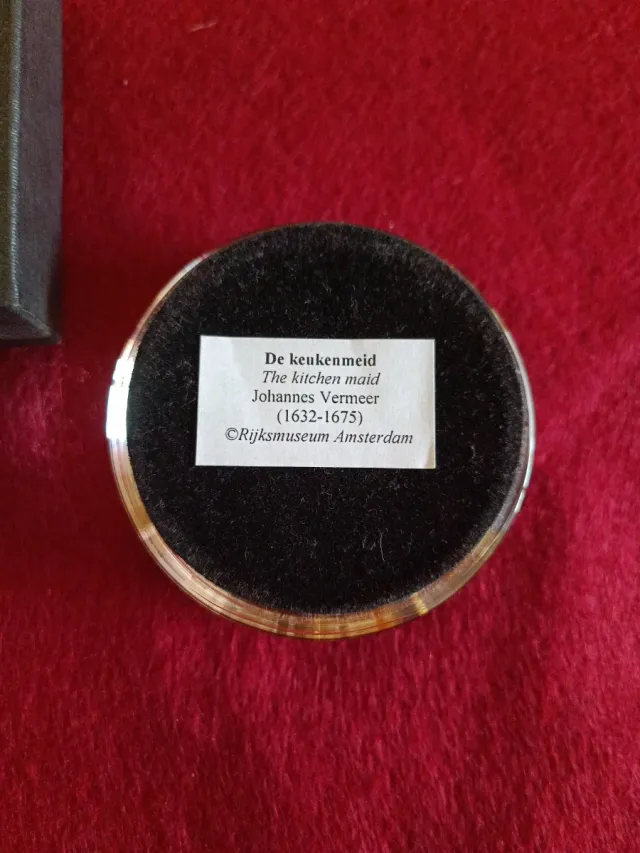 De keukenmeid
The kitchen maid
Johannes Vermeer
(1632-1675)
©Rijksmuseum Amsterdam